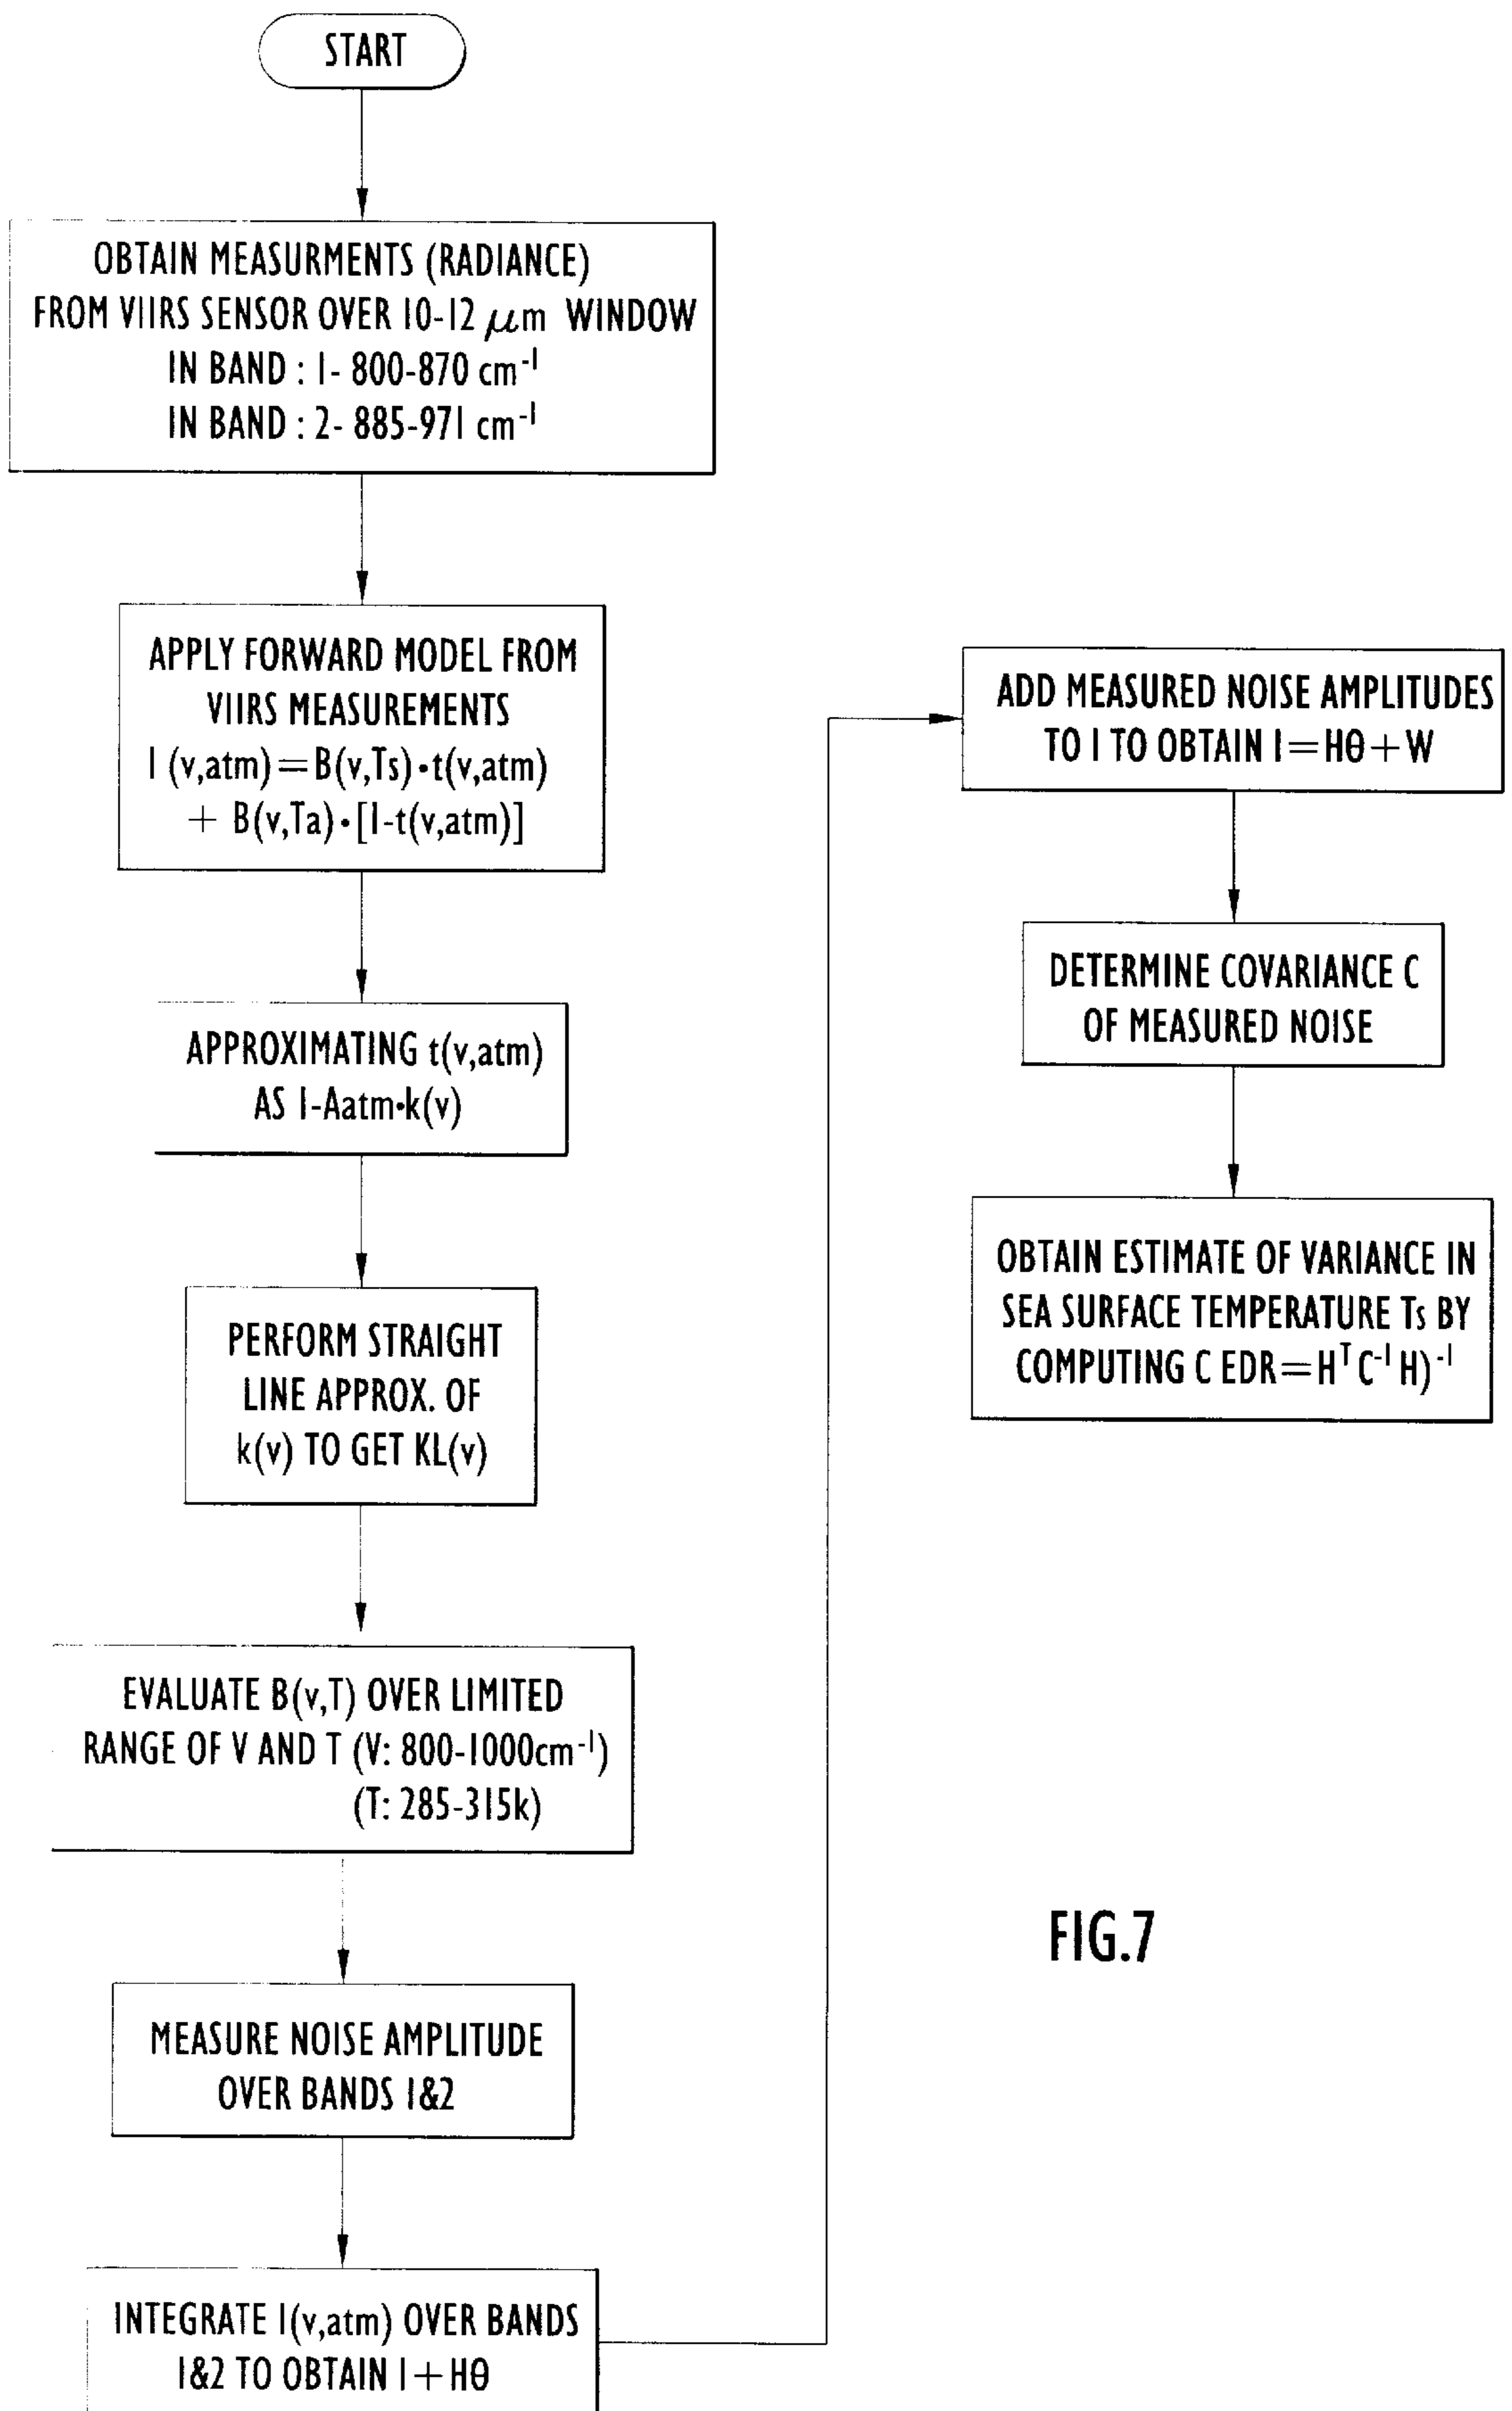 START
OBTAIN MEASURMENTS (RADIANCE)
FROM VIIRS SENSOR OVER 10-12 μm WINDOW
IN BAND : 1- 800-870 cm⁻¹
IN BAND : 2- 885-971 cm⁻¹
APPLY FORWARD MODEL FROM
VIIRS MEASUREMENTS
I (v,atm)=B(v,Ts)•t(v,atm)
+ B(v,Ta)•[1-t(v,atm)]
APPROXIMATING t(v,atm)
AS 1-Aatm•k(v)
PERFORM STRAIGHT
LINE APPROX. OF
k(v) TO GET KL(v)
EVALUATE B(v,T) OVER LIMITED
RANGE OF V AND T (V: 800-1000cm⁻¹)
(T: 285-315k)
MEASURE NOISE AMPLITUDE
OVER BANDS 1&2
INTEGRATE I(v,atm) OVER BANDS
1&2 TO OBTAIN I+Hθ
ADD MEASURED NOISE AMPLITUDES
TO I TO OBTAIN I=Hθ+W
DETERMINE COVARIANCE C
OF MEASURED NOISE
OBTAIN ESTIMATE OF VARIANCE IN
SEA SURFACE TEMPERATURE Ts BY
COMPUTING C EDR=Hᵀ C⁻¹ H)⁻¹
FIG.7